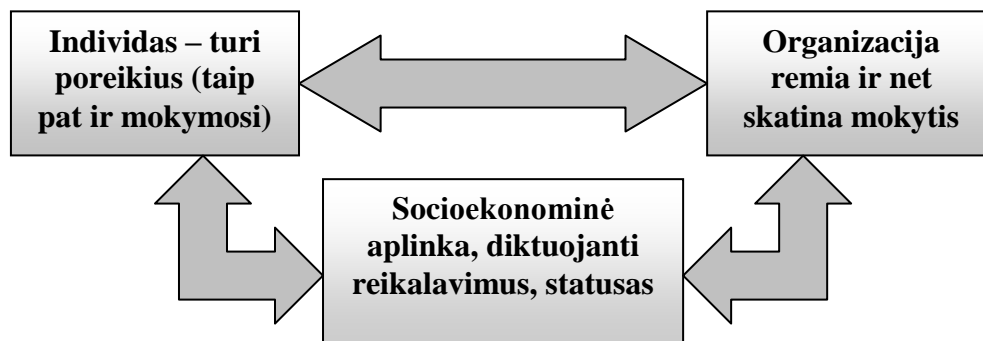 Individas – turi
poreikius (taip
pat ir mokymosi)
Organizacija
remia ir net
skatina mokytis
Socioekonominė
aplinka, diktuojanti
reikalavimus, statusas